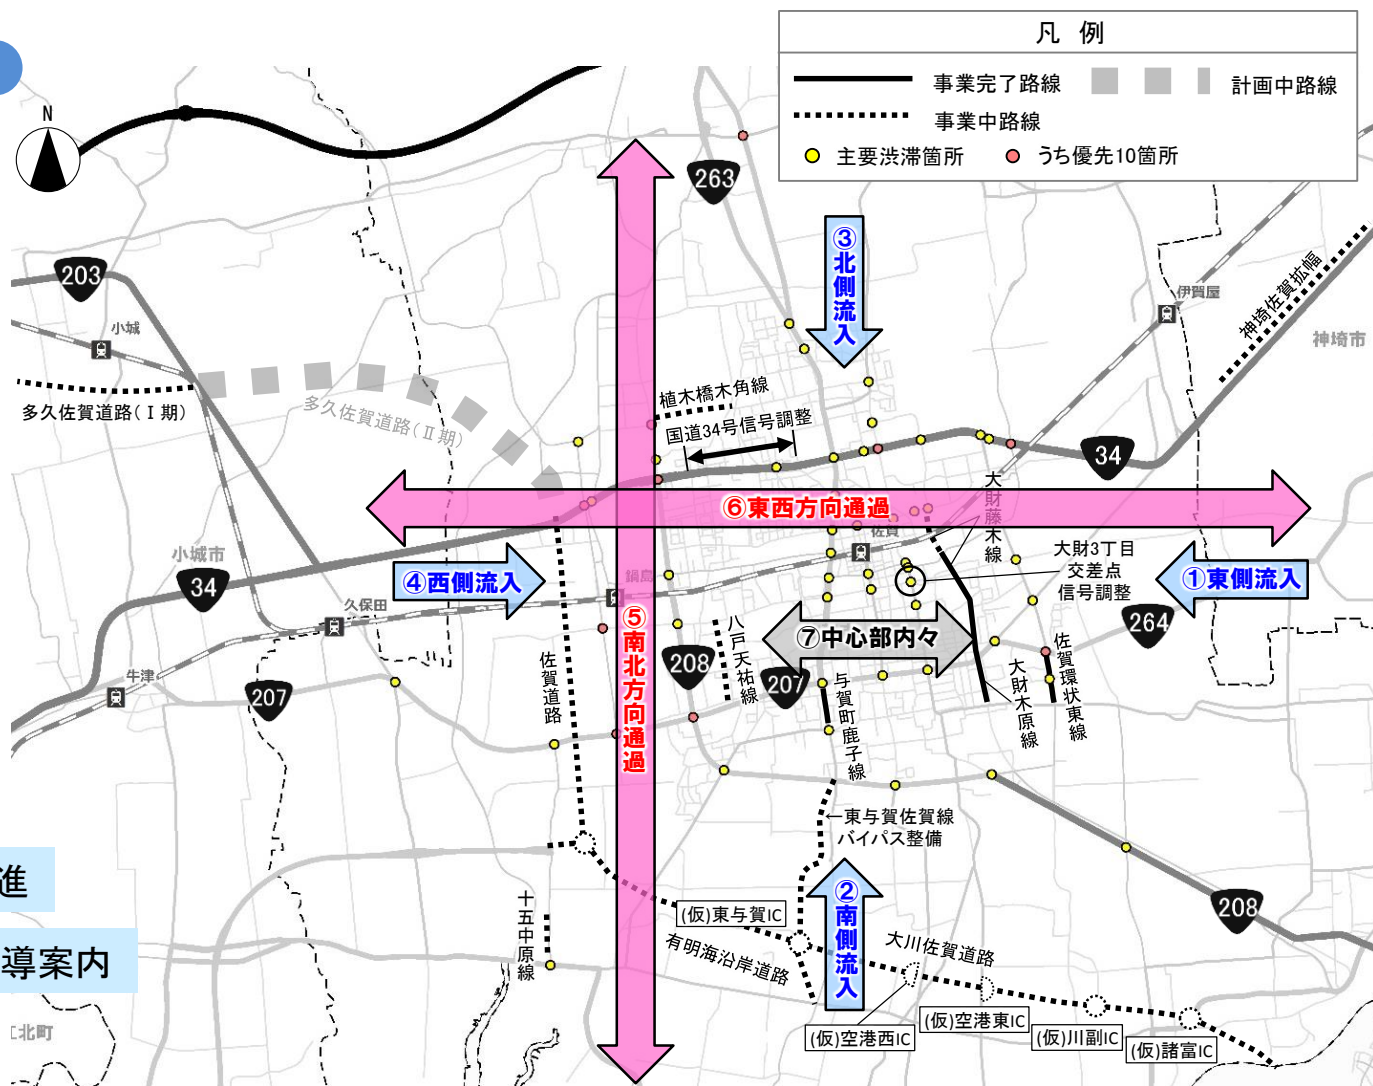 凡 例
事業完了路線
計画中路線
事業中路線
主要渋滞箇所
うち優先10箇所
N
263
③北側流入
203
小城
伊賀屋
神埼佐賀拡幅
神埼市
多久佐賀道路(Ⅰ期)
多久佐賀道路(Ⅱ期)
植木橋木角線
国道34号信号調整
34
大財藤木線
⑥東西方向通過
佐賀
小城市
34
④西側流入
鍋島
大財3丁目
交差点
信号調整
①東側流入
久保田
⑤南北方向通過
⑦中心部内々
264
牛津
207
佐賀道路
208
八戸天祐線
207
与賀町鹿子線
大財木原線
佐賀環状東線
←東与賀佐賀線
バイパス整備
進
導案内
十五中原線
(仮)東与賀IC
有明海沿岸道路
②南側流入
大川佐賀道路
208
(仮)空港西IC
(仮)空港東IC
(仮)川副IC
(仮)諸富IC
北町